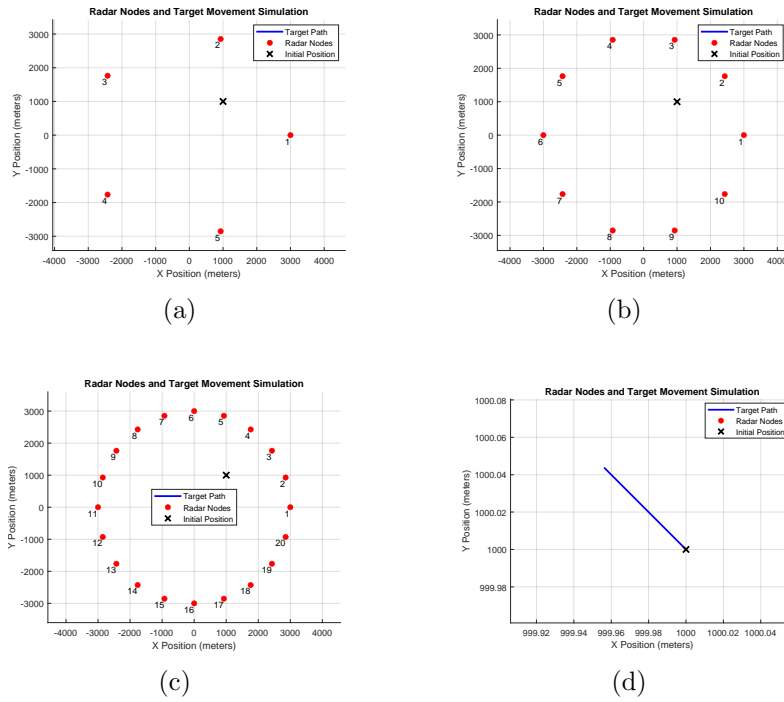 Radar Nodes and Target Movement Simulation
3000
2000
1000
0
-1000
-2000
-3000
Y Position (meters)
-4000 -3000 -2000 -1000 0 1000 2000 3000 4000
X Position (meters)
Target Path
Radar Nodes
Initial Position
1
2
3
4
5
(a)
Radar Nodes and Target Movement Simulation
3000
2000
1000
0
-1000
-2000
-3000
Y Position (meters)
-4000 -3000 -2000 -1000 0 1000 2000 3000 4000
X Position (meters)
Target Path
Radar Nodes
Initial Position
1
2
3
4
5
6
7
8
9
10
(b)
Radar Nodes and Target Movement Simulation
3000
2000
1000
0
-1000
-2000
-3000
Y Position (meters)
-4000 -3000 -2000 -1000 0 1000 2000 3000 4000
X Position (meters)
Target Path
Radar Nodes
Initial Position
1
2
3
4
5
6
7
8
9
10
11
12
13
14
15
16
17
18
19
20
(c)
Radar Nodes and Target Movement Simulation
1000.08
1000.06
1000.04
1000.02
1000
999.98
Y Position (meters)
999.92 999.94 999.96 999.98 1000 1000.02 1000.04
X Position (meters)
Target Path
Radar Nodes
Initial Position
(d)